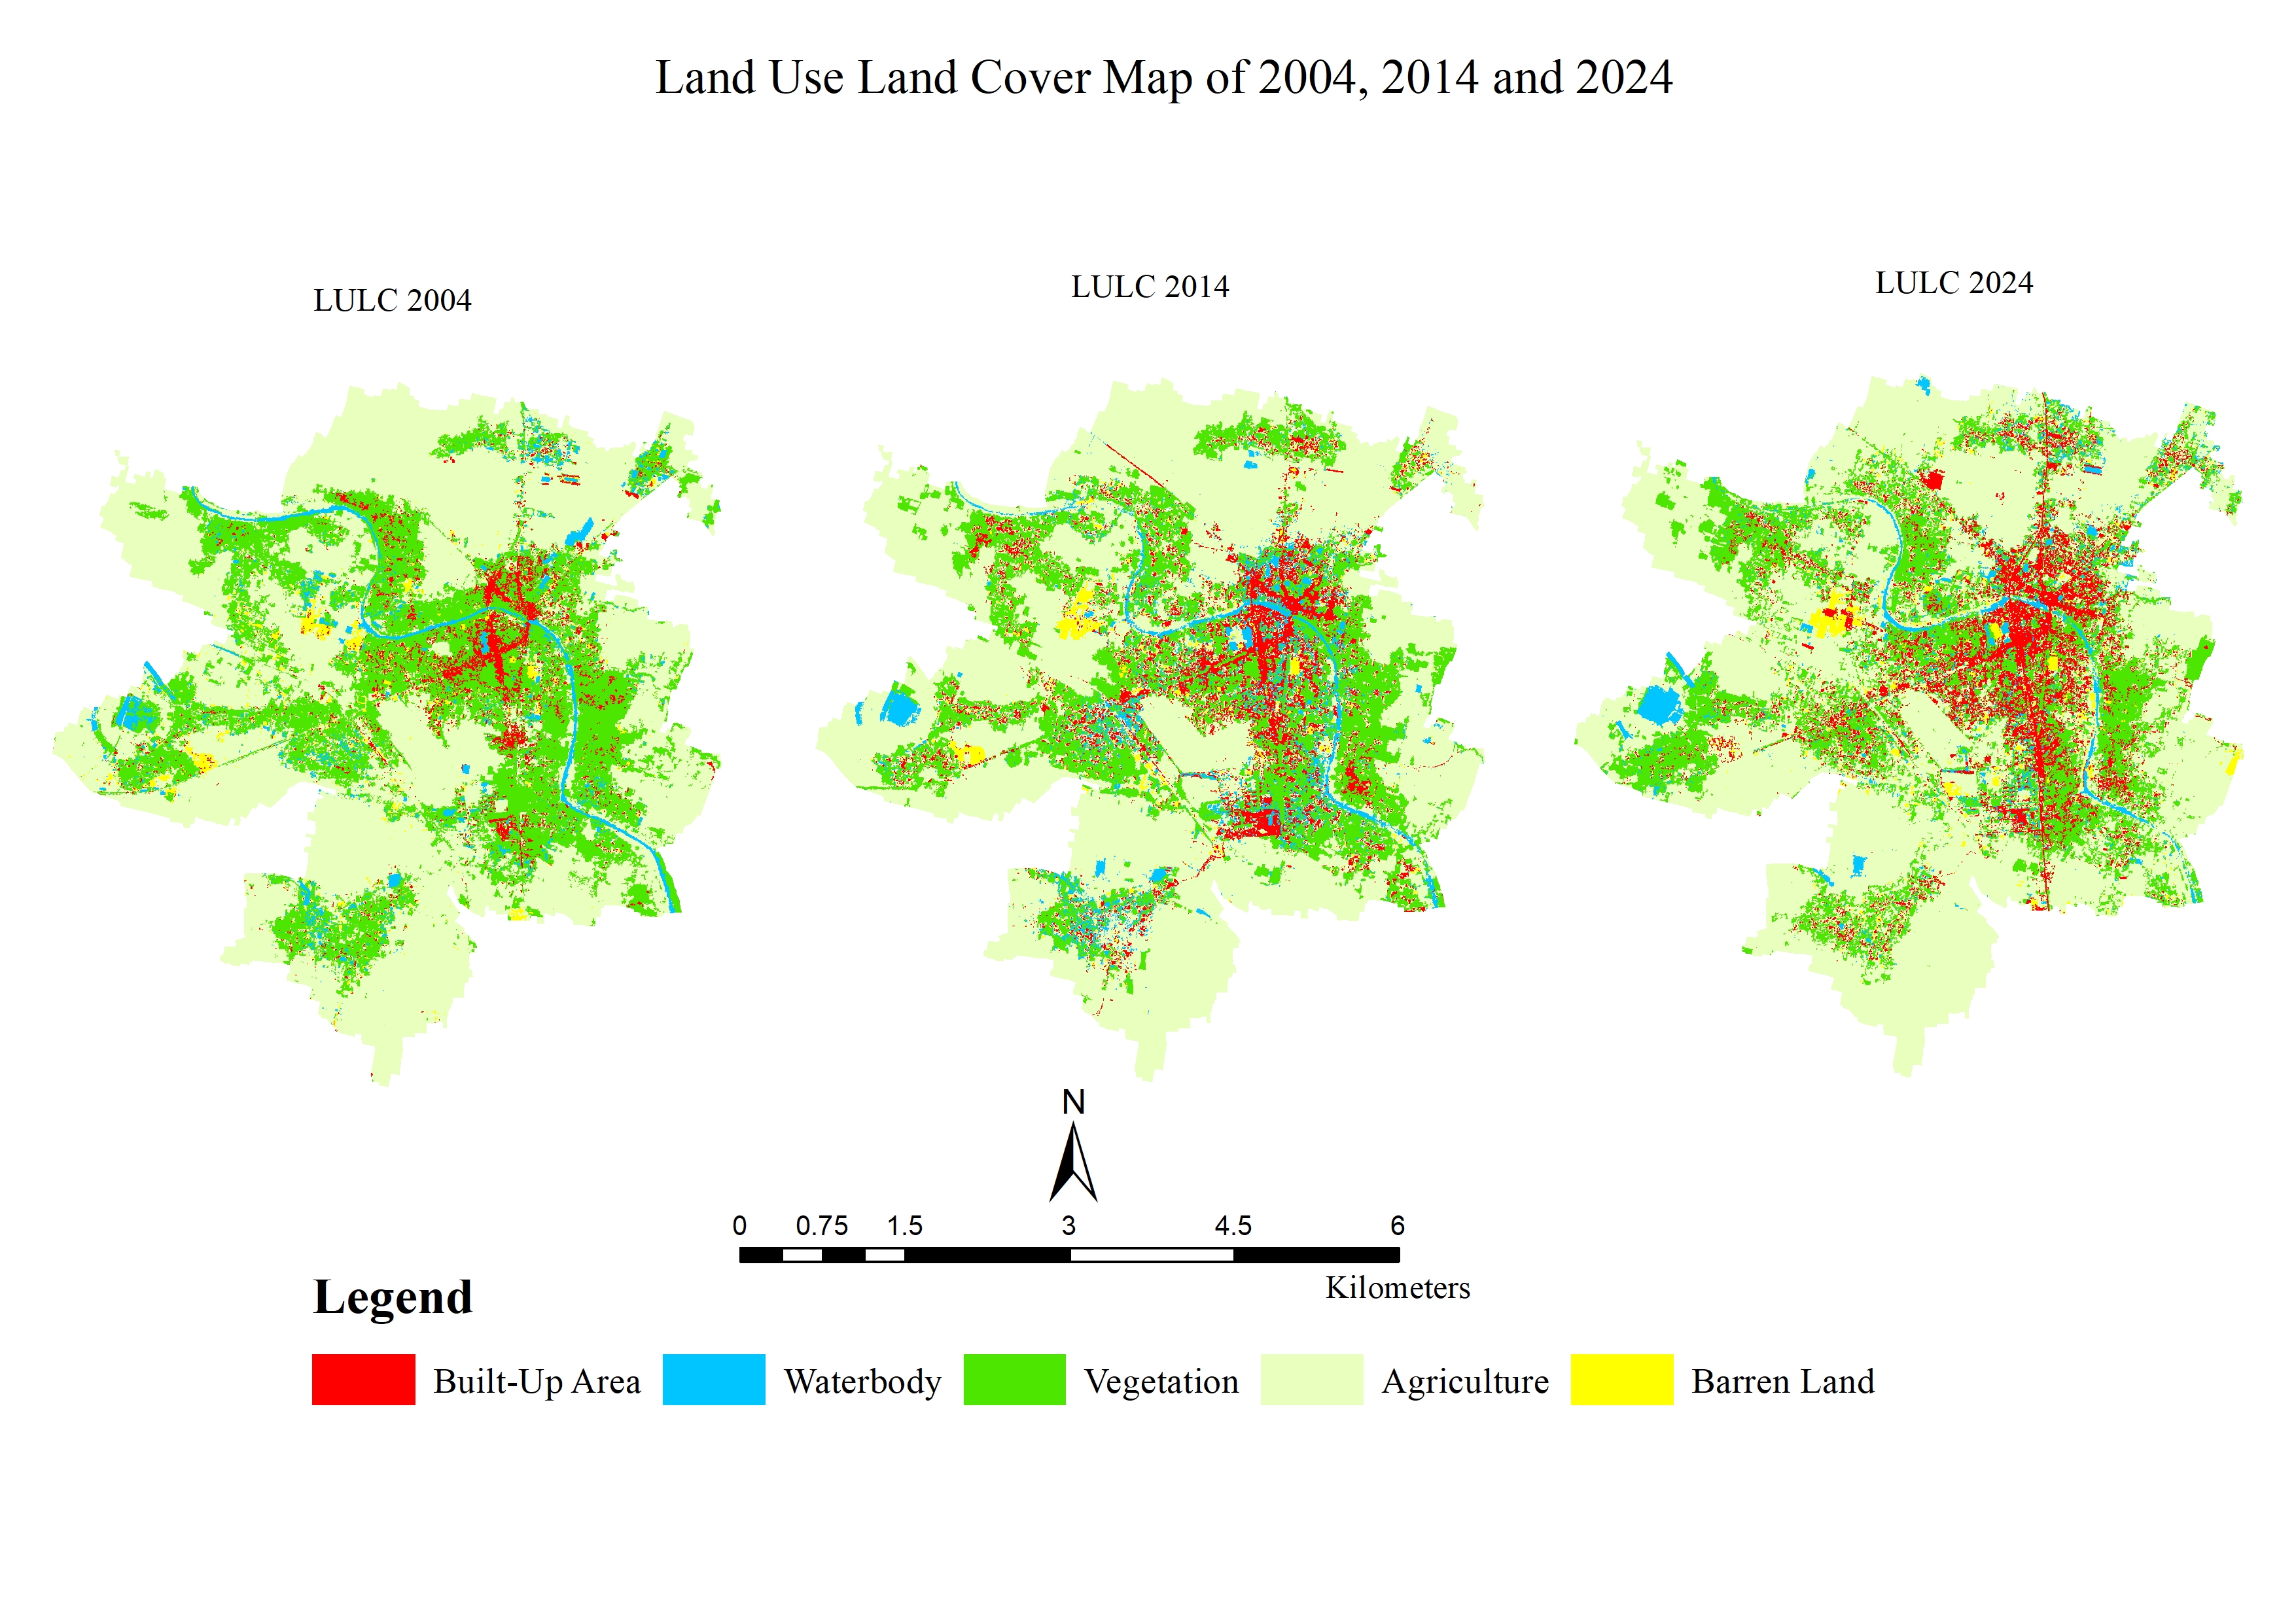 Land Use Land Cover Map of 2004, 2014 and 2024
LULC 2004
LULC 2014
LULC 2024
N
0 0.75 1.5 3 4.5 6
Kilometers
Legend
Built-Up Area Waterbody Vegetation Agriculture Barren Land